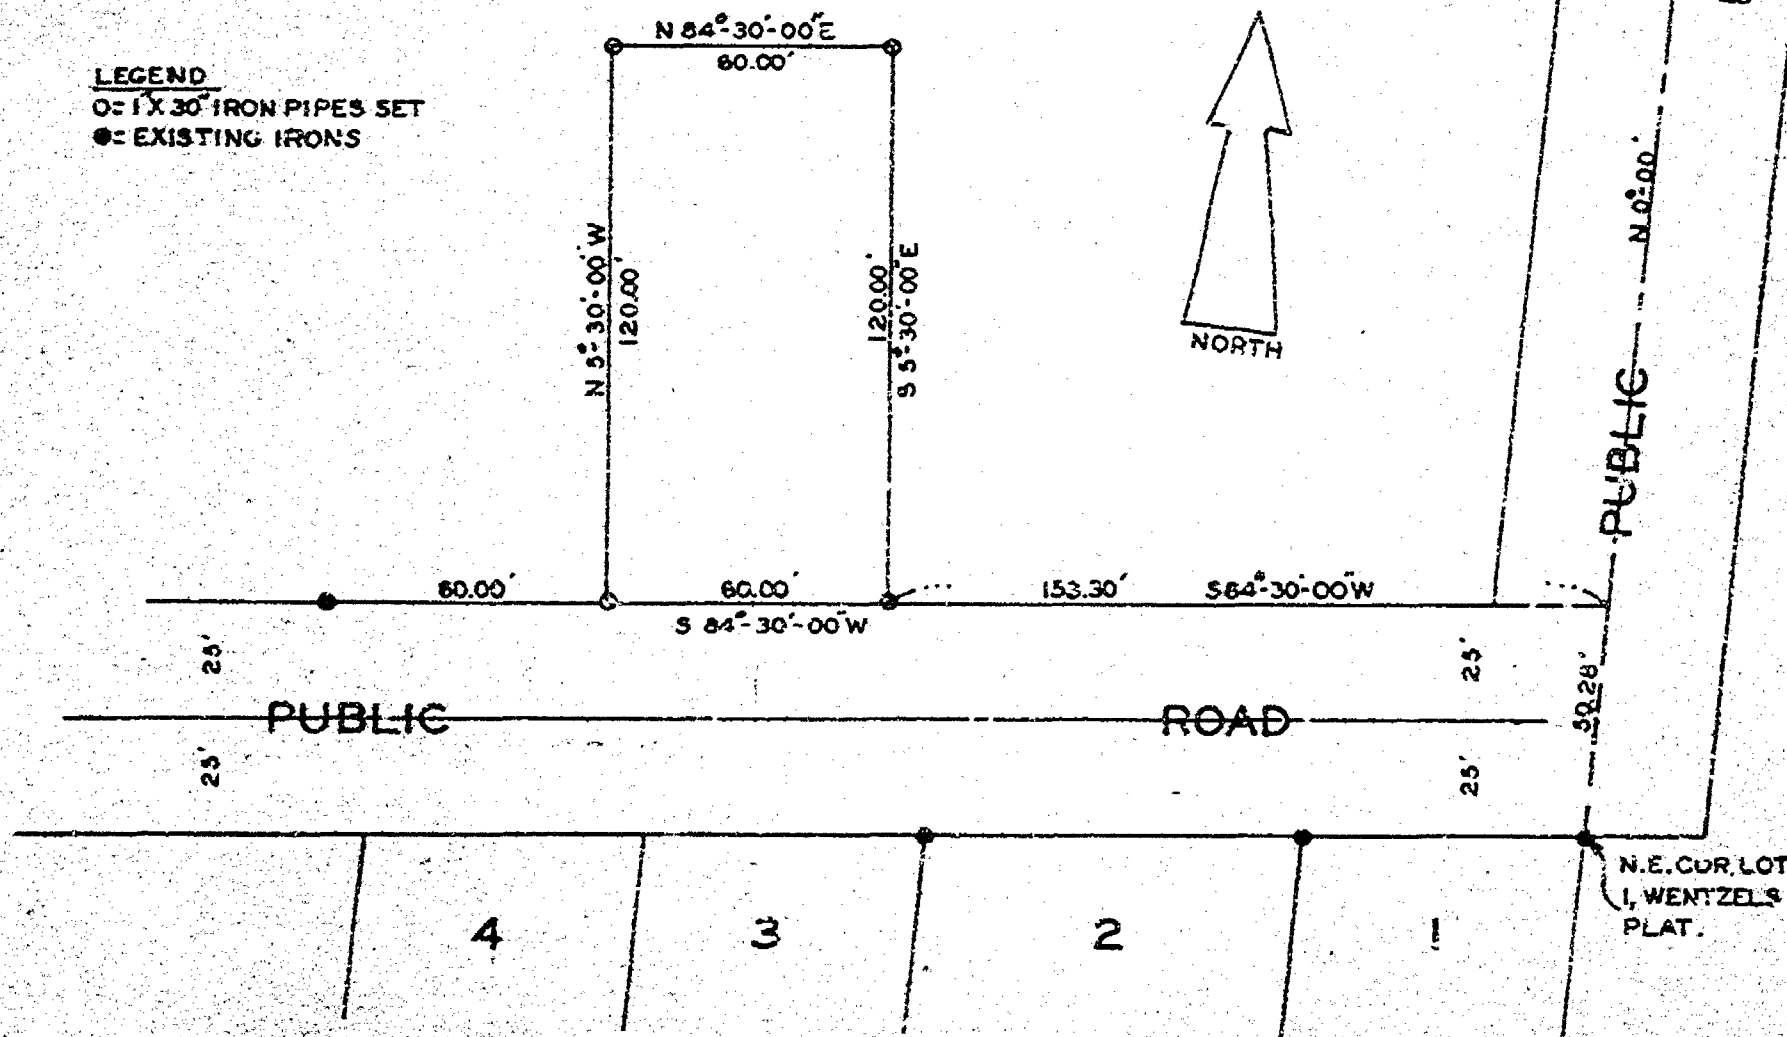 N 84°-30'-00"E
60.00'
LEGEND
O= 1"X 30" IRON PIPES SET
●= EXISTING IRONS
N 5°-30'-00" W
120.00'
120.00'
S 5°-30'-00" E
NORTH
N.0°-00'
PUBLIC
60.00'
60.00'
153.30'
S84°-30'-00"W
S 84°-30'-00"W
25'
25'
50.28'
PUBLIC ROAD
25'
25'
N.E. COR. LOT
1, WENTZELS
PLAT.
4
3
2
1